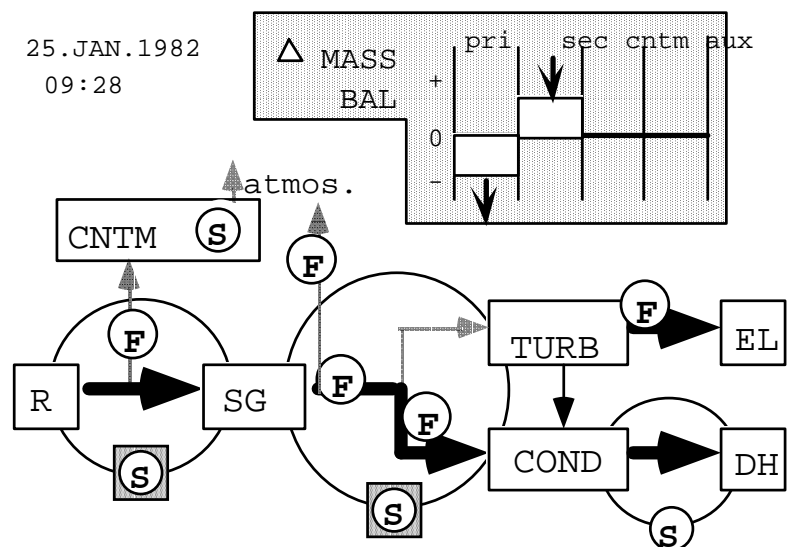 25.JAN.1982
09:28
△ MASS
BAL
pri sec cntm aux
+
0
-
atmos.
CNTM S
F
F
F
TURB
EL
R
SG
F
F
COND
DH
S
S
S